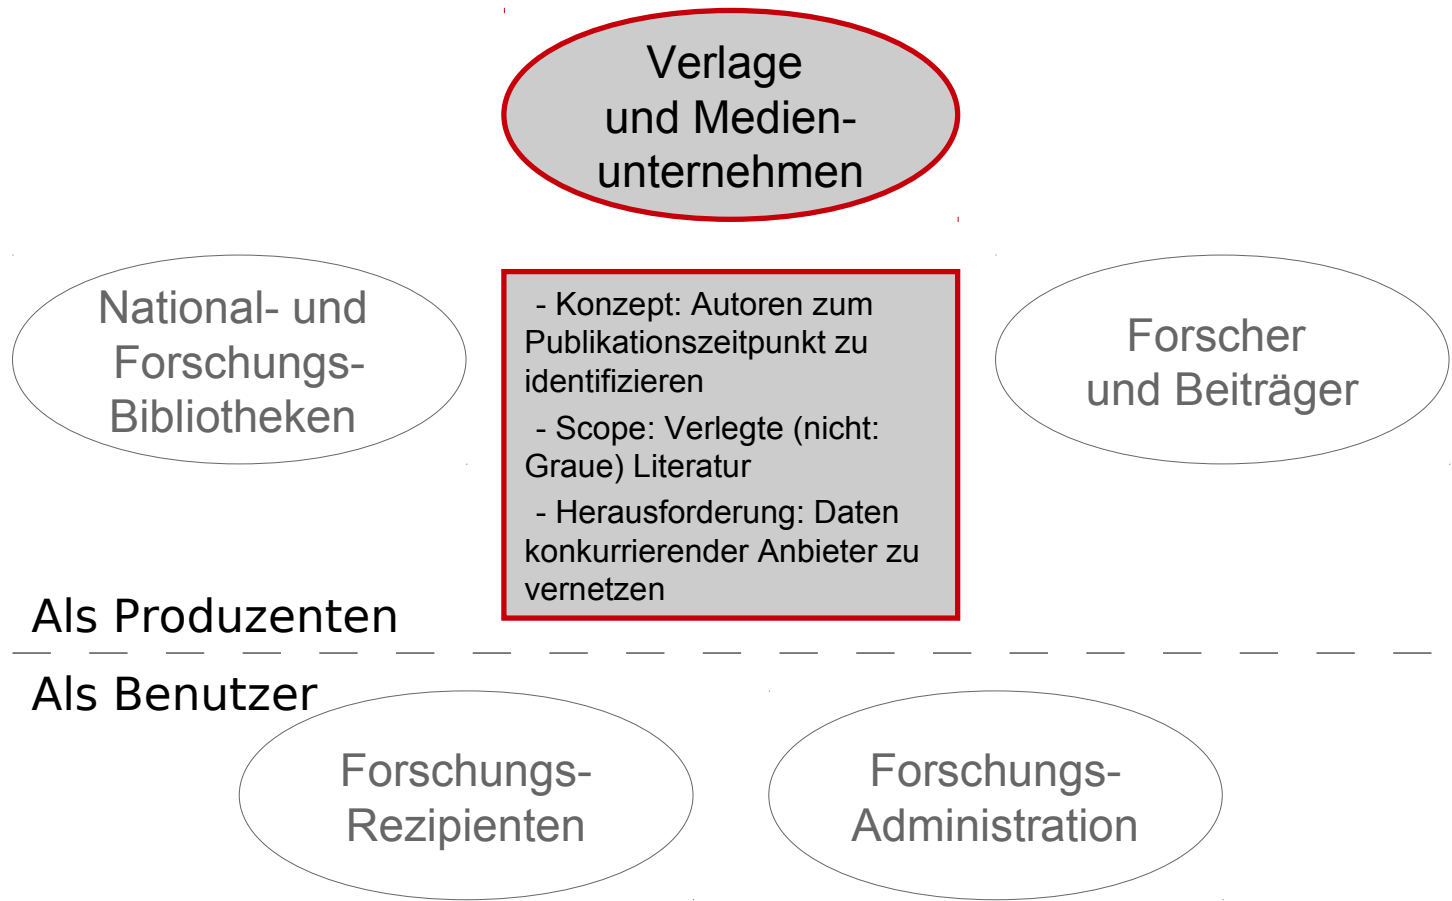 Verlage
und Medien-
unternehmen
National- und
Forschungs-
Bibliotheken
- Konzept: Autoren zum
Publikationszeitpunkt zu
identifizieren
- Scope: Verlegte (nicht:
Graue) Literatur
- Herausforderung: Daten
konkurrierender Anbieter zu
vernetzen
Forscher
und Beiträger
Als Produzenten
Als Benutzer
Forschungs-
Rezipienten
Forschungs-
Administration